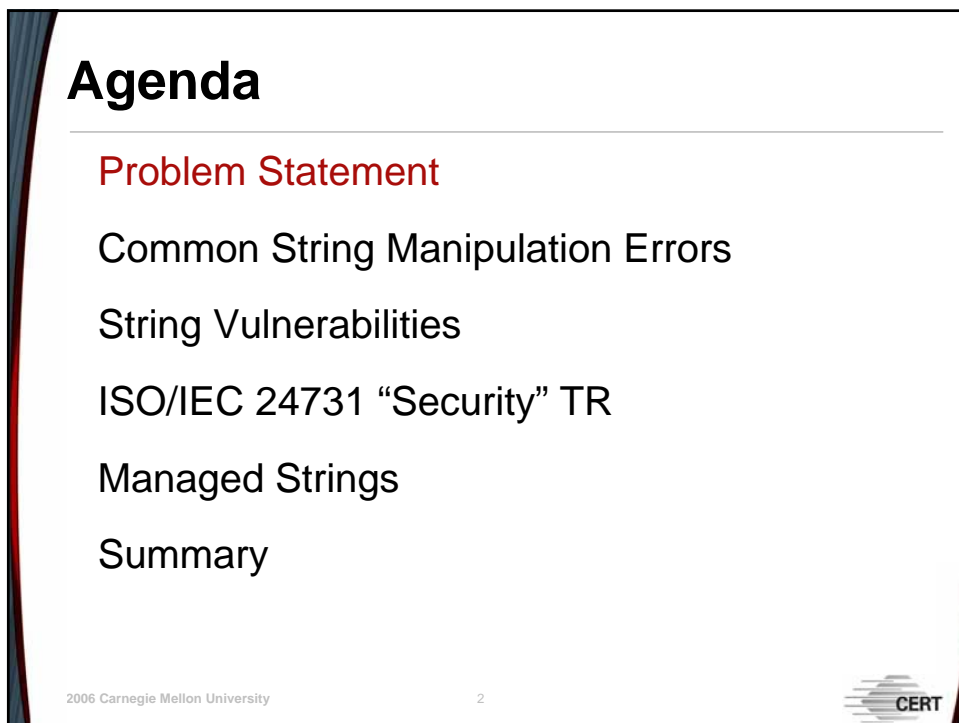 Agenda
Problem Statement
Common String Manipulation Errors
String Vulnerabilities
ISO/IEC 24731 “Security” TR
Managed Strings
Summary
2006 Carnegie Mellon University
2
CERT